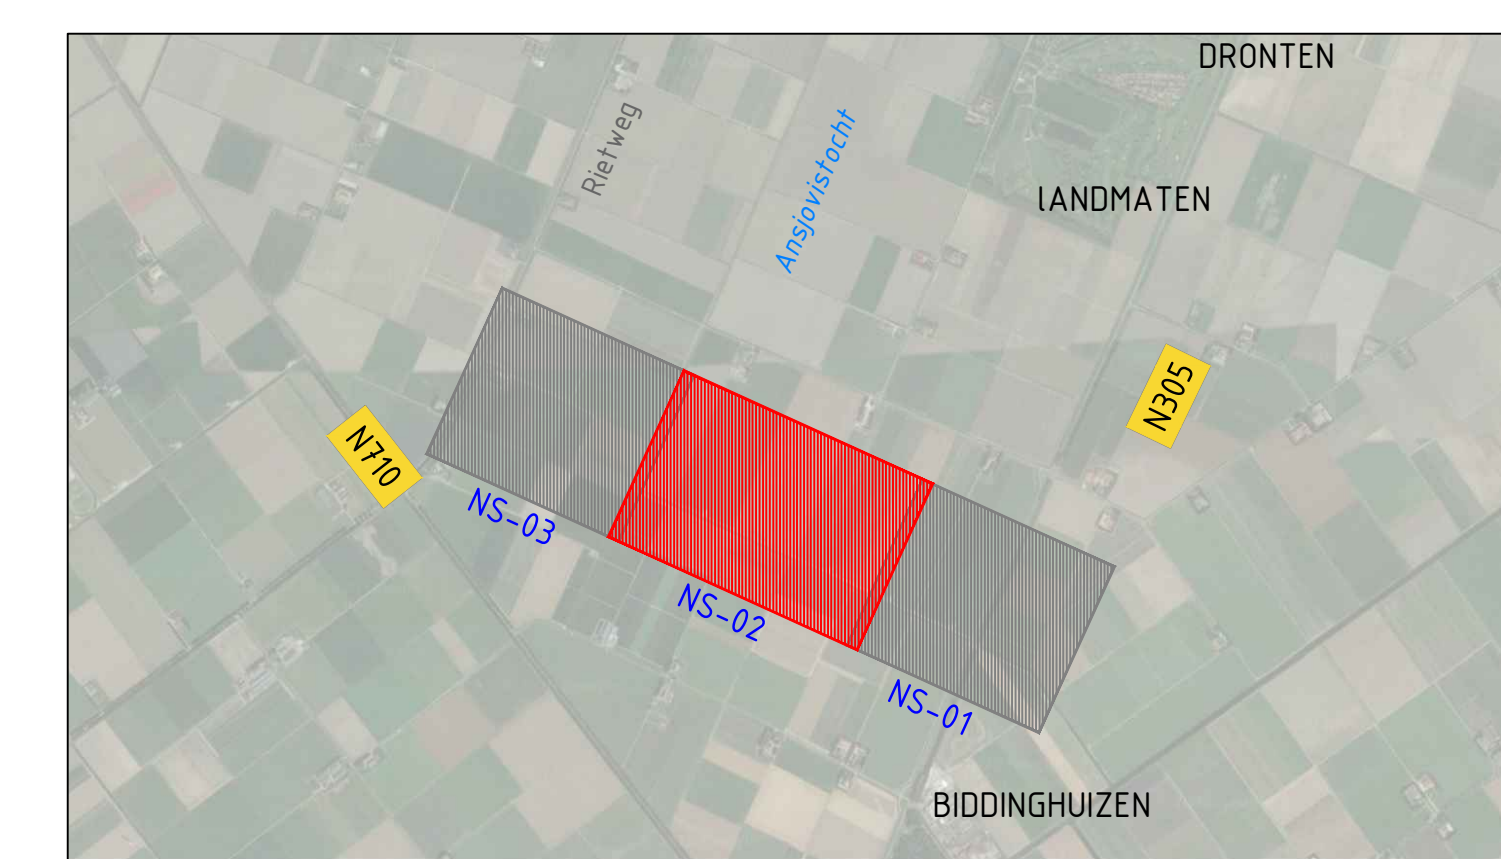 DRONTEN
Rietweg
Ansjovistocht
lANDMATEN
N305
N710
NS-03
NS-02
NS-01
BIDDINGHUIZEN